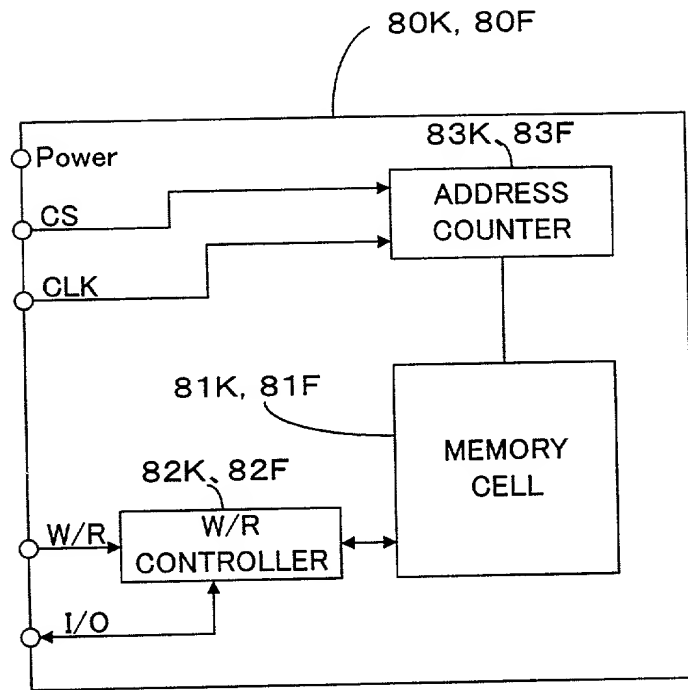 80K, 80F
Power
83K、83F
ADDRESS
COUNTER
CS
CLK
81K, 81F
MEMORY
CELL
82K、82F
W/R
W/R
CONTROLLER
I/O